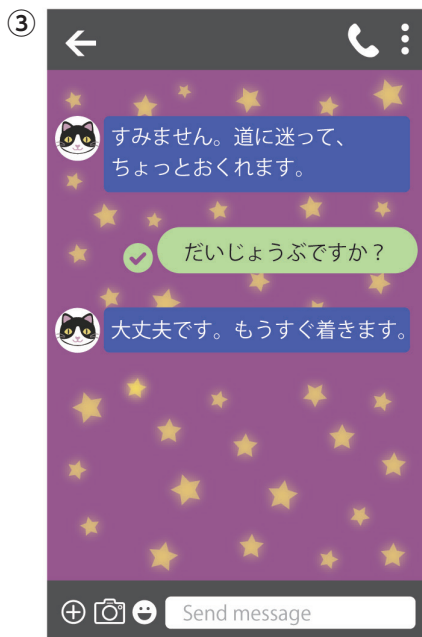 ③
すみません。道に迷って、
ちょっとおくれます。
だいじょうぶですか？
大丈夫です。もうすぐ着きます。
Send message